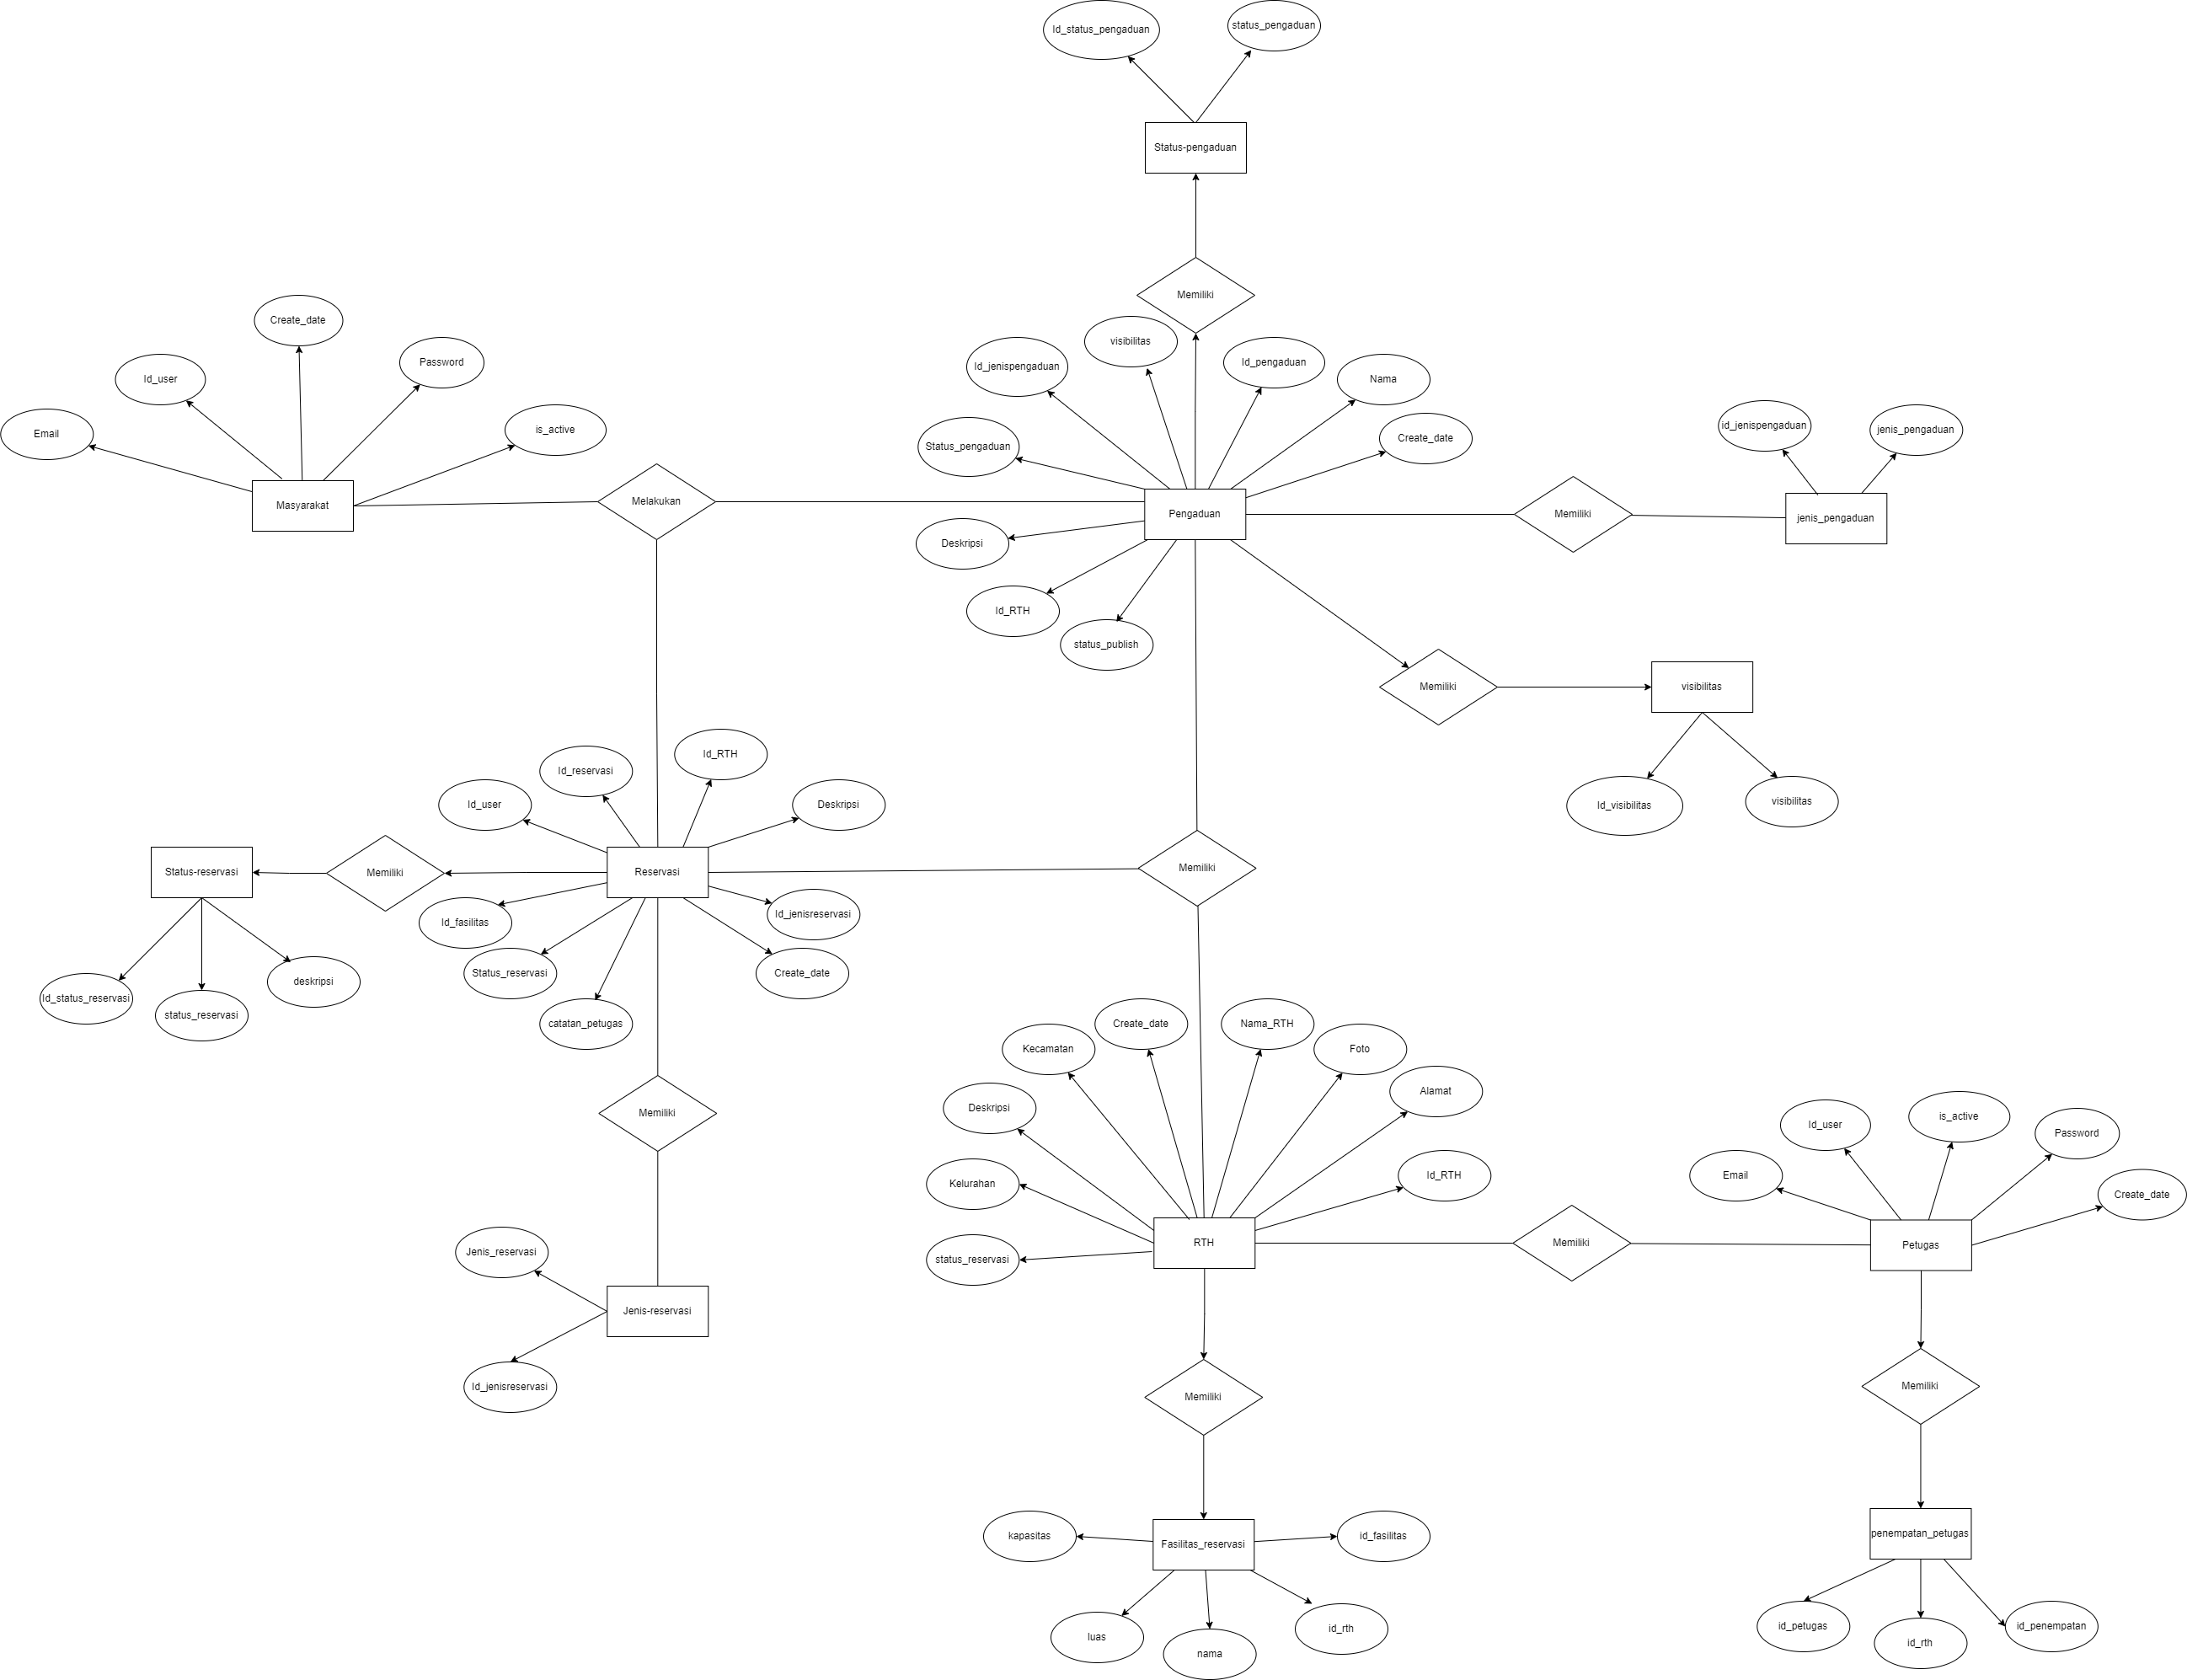 Id_status_pengaduan
status_pengaduan
Status-pengaduan
Memiliki
Create_date
visibilitas
Id_user
Password
Id_jenispengaduan
Id_pengaduan
Nama
Email
is_active
Status_pengaduan
Create_date
id_jenispengaduan
jenis_pengaduan
Masyarakat
Melakukan
Pengaduan
Memiliki
jenis_pengaduan
Deskripsi
Id_RTH
status_publish
Memiliki
visibilitas
Id_visibilitas
visibilitas
Id_user
Id_reservasi
Id_RTH
Deskripsi
Status-reservasi
Memiliki
Reservasi
Memiliki
Id_fasilitas
Id_jenisreservasi
Id_status_reservasi
status_reservasi
deskripsi
Status_reservasi
catatan_petugas
Create_date
Memiliki
Jenis_reservasi
Jenis-reservasi
Id_jenisreservasi
Kecamatan
Create_date
Nama_RTH
Foto
Deskripsi
Alamat
Kelurahan
Id_RTH
status_reservasi
RTH
Memiliki
Email
Id_user
is_active
Password
Create_date
Petugas
Memiliki
Memiliki
kapasitas
Fasilitas_reservasi
id_fasilitas
luas
nama
id_rth
penempatan_petugas
id_petugas
id_rth
id_penempatan